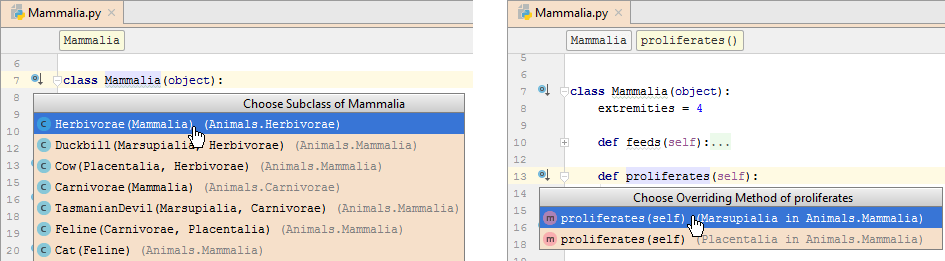 Mammalia.py
Mammalia
6
7 class Mammalia(object):
8
Choose Subclass of Mammalia
9
10 Herbivorae(Mammalia) (Animals.Herbivorae)
11 Duckbill(Marsupialia, Herbivorae) (Animals.Mammalia)
12 Cow(Placentalia, Herbivorae) (Animals.Mammalia)
13 Carnivorae(Mammalia) (Animals.Carnivorae)
16 TasmanianDevil(Marsupialia, Carnivorae) (Animals.Mammalia)
18 Feline(Carnivorae, Placentalia) (Animals.Mammalia)
20 Cat(Feline) (Animals.Mammalia)
Mammalia.py
Mammalia proliferates()
5
6
7 class Mammalia(object):
8 extremities = 4
9
10 def feeds(self):...
12
13 def proliferates(self):
14 Choose Overriding Method of proliferates
15 proliferates(self) (Marsupialia in Animals.Mammalia)
18 proliferates(self) (Placentalia in Animals.Mammalia)